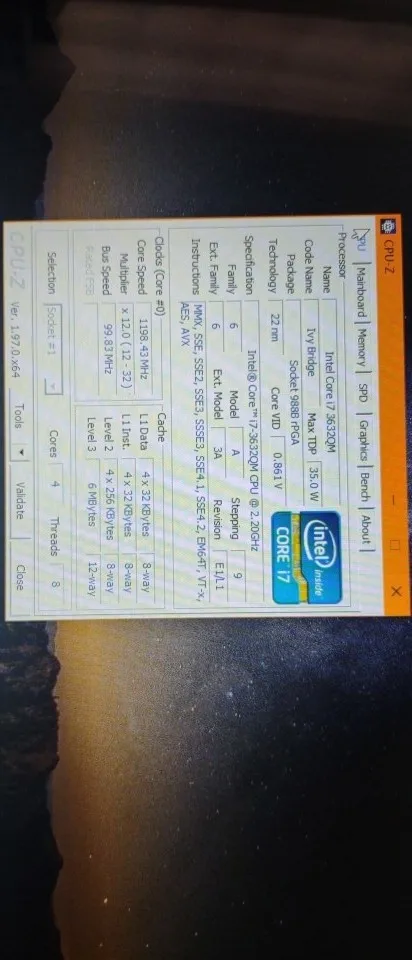 CPU-Z
CPU Mainboard Memory SPD Graphics Bench About
Processor
Name Intel Core i7 3632QM
Code Name Ivy Bridge Max TDP 35.0 W
Package Socket 988B rPGA
Technology 22 nm Core VID 0.861 V
intel inside
CORE i7
Specification Intel® Core™ i7-3632QM CPU @ 2.20GHz
Family 6 Model A Stepping 9
Ext. Family 6 Ext. Model 3A Revision E1/L1
Instructions MMX, SSE, SSE2, SSE3, SSSE3, SSE4.1, SSE4.2, EM64T, VT-x,
AES, AVX
Clocks (Core #0) Cache
Core Speed 1198.43 MHz L1 Data 4 x 32 KBytes 8-way
Multiplier x 12.0 ( 12 - 32 ) L1 Inst. 4 x 32 KBytes 8-way
Bus Speed 99.83 MHz Level 2 4 x 256 KBytes 8-way
Rated FSB Level 3 6 MBytes 12-way
Selection Socket #1 Cores 4 Threads 8
CPU-Z Ver. 1.97.0.x64 Tools Validate Close